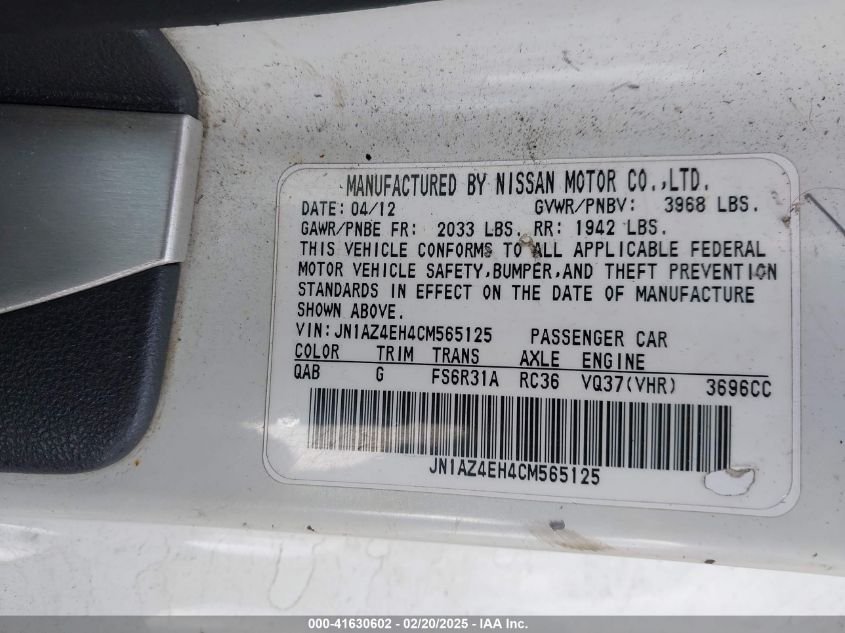 MANUFACTURED BY NISSAN MOTOR CO.,LTD.
DATE: 04/12 GVWR/PNBV: 3968 LBS.
GAWR/PNBE FR: 2033 LBS. RR: 1942 LBS.
THIS VEHICLE CONFORMS TO ALL APPLICABLE FEDERAL
MOTOR VEHICLE SAFETY,BUMPER,AND THEFT PREVENTION
STANDARDS IN EFFECT ON THE DATE OF MANUFACTURE
SHOWN ABOVE.
VIN: JN1AZ4EH4CM565125 PASSENGER CAR
COLOR TRIM TRANS AXLE ENGINE
QAB G FS6R31A RC36 VQ37(VHR) 3696CC
JN1AZ4EH4CM565125
000-41630602 - 02/20/2025 - IAA Inc.